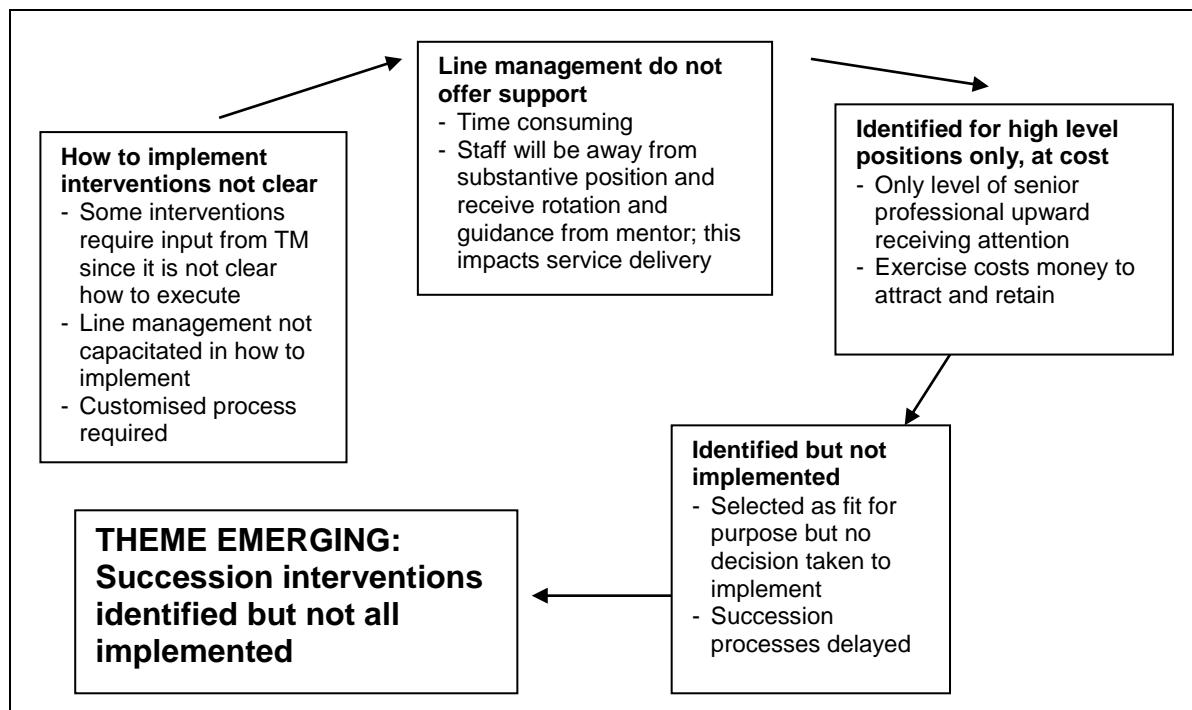 How to implement
interventions not clear
- Some interventions
require input from TM
since it is not clear
how to execute
- Line management not
capacitated in how to
implement
- Customised process
required
Line management do not
offer support
- Time consuming
- Staff will be away from
substantive position and
receive rotation and
guidance from mentor; this
impacts service delivery
Identified for high level
positions only, at cost
- Only level of senior
professional upward
receiving attention
- Exercise costs money to
attract and retain
Identified but not
implemented
- Selected as fit for
purpose but no
decision taken to
implement
- Succession
processes delayed
THEME EMERGING:
Succession interventions
identified but not all
implemented